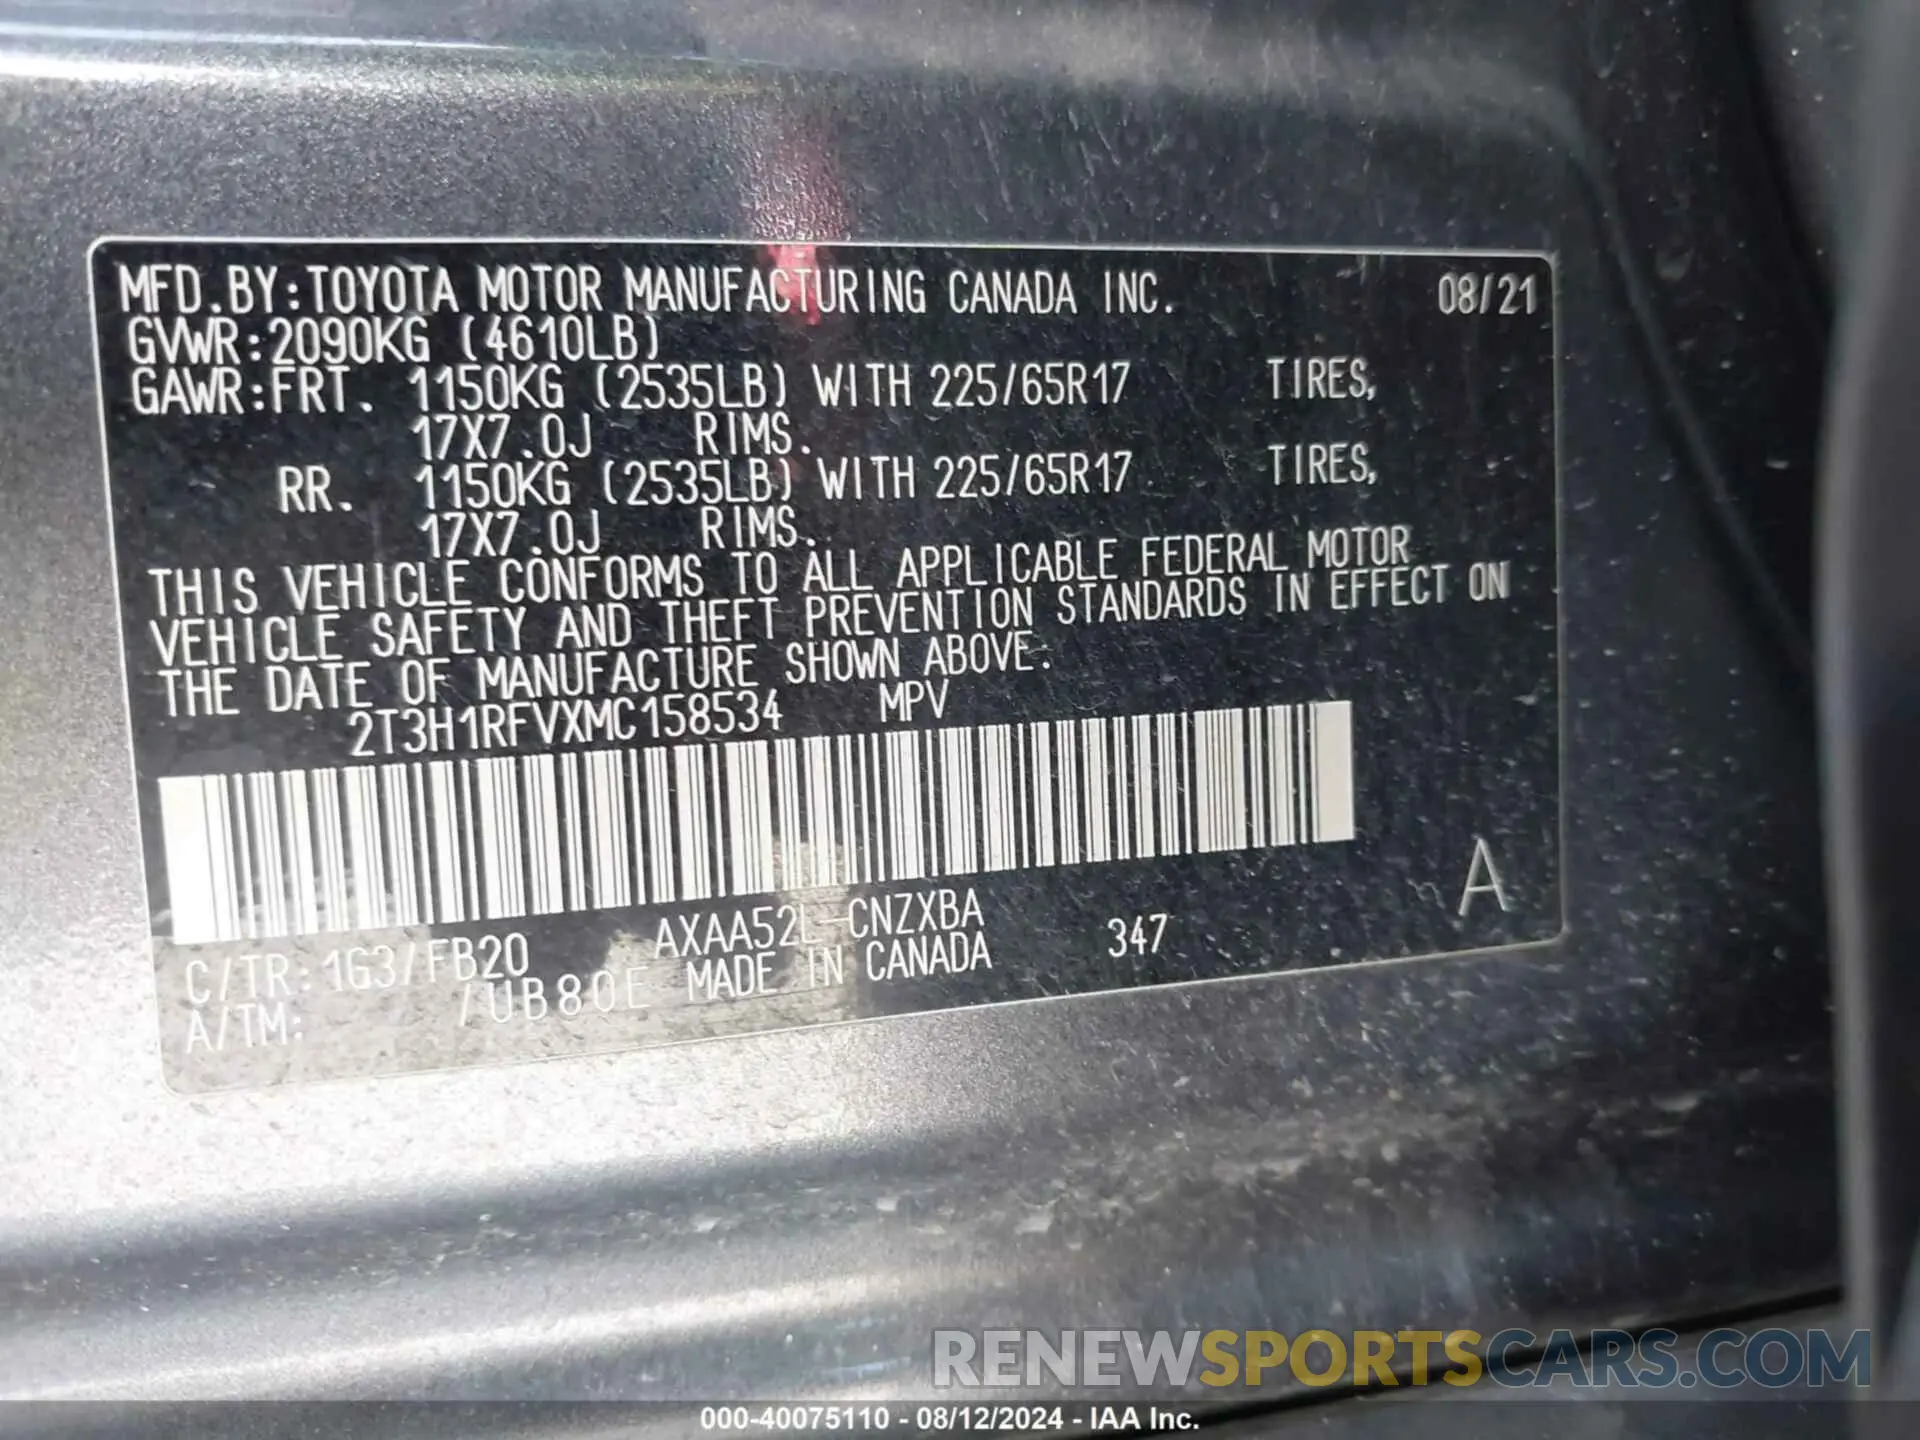 MFD.BY:TOYOTA MOTOR MANUFACTURING CANADA INC. 08/21
GVWR:2090KG (4610LB)
GAWR:FRT. 1150KG (2535LB) WITH 225/65R17 TIRES,
17X7.0J RIMS.
RR. 1150KG (2535LB) WITH 225/65R17 TIRES,
17X7.0J RIMS.
THIS VEHICLE CONFORMS TO ALL APPLICABLE FEDERAL MOTOR
VEHICLE SAFETY AND THEFT PREVENTION STANDARDS IN EFFECT ON
THE DATE OF MANUFACTURE SHOWN ABOVE.
2T3H1RFVXMC158534 MPV
A
C/TR:1G3/FB20 AXAA52L-CNZXBA 347
A/TM: /UB80E MADE IN CANADA
RENEWSPORTSCARS.COM
000-40075110 - 08/12/2024 - IAA Inc.